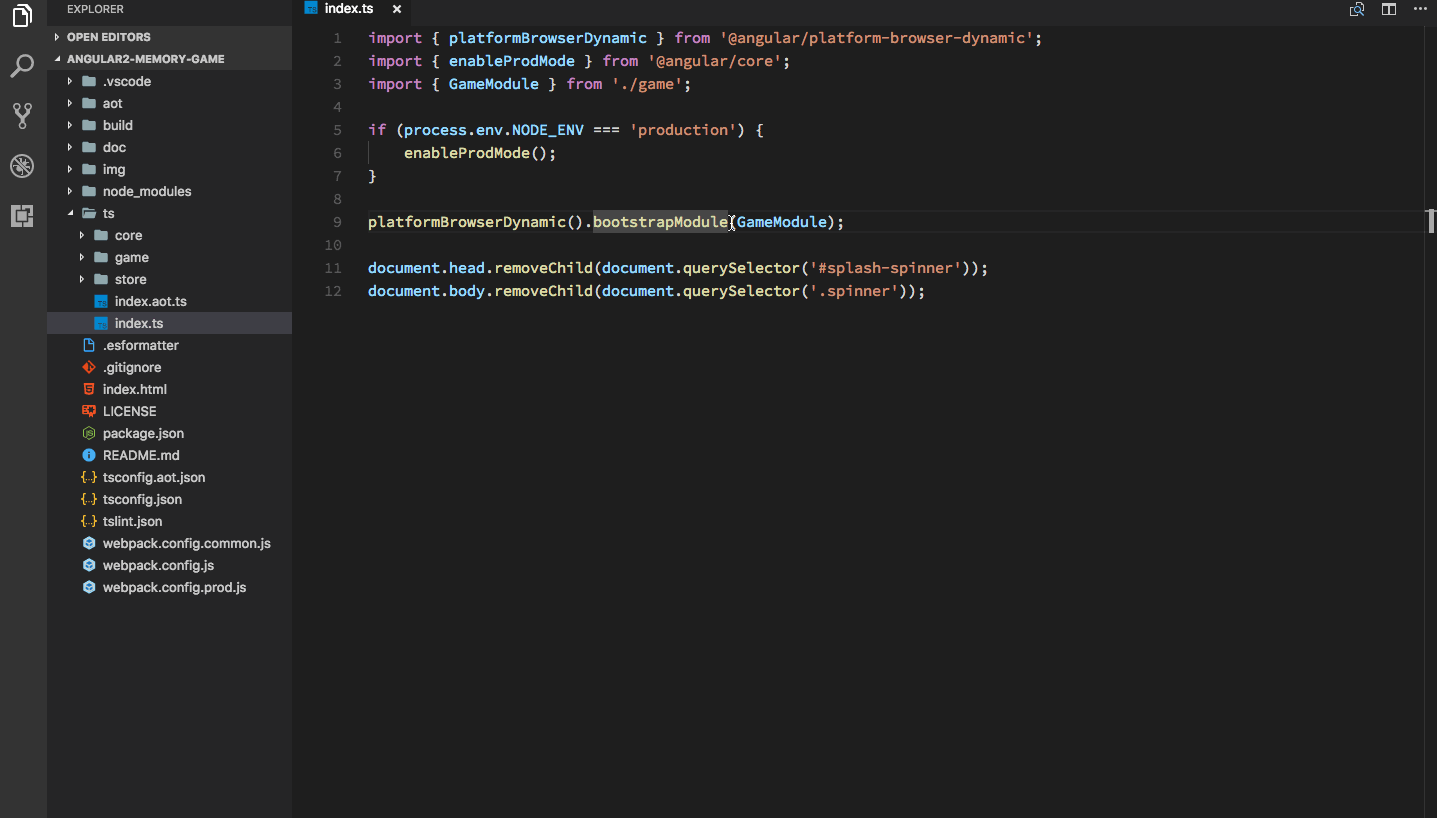 EXPLORER
OPEN EDITORS
ANGULAR2-MEMORY-GAME
.vscode
aot
build
doc
img
node_modules
ts
core
game
store
index.aot.ts
index.ts
.esformatter
.gitignore
index.html
LICENSE
package.json
README.md
tsconfig.aot.json
tsconfig.json
tslint.json
webpack.config.common.js
webpack.config.js
webpack.config.prod.js
index.ts
1 import { platformBrowserDynamic } from '@angular/platform-browser-dynamic';
2 import { enableProdMode } from '@angular/core';
3 import { GameModule } from './game';
4
5 if (process.env.NODE_ENV === 'production') {
6     enableProdMode();
7 }
8
9 platformBrowserDynamic().bootstrapModule(GameModule);
10
11 document.head.removeChild(document.querySelector('#splash-spinner'));
12 document.body.removeChild(document.querySelector('.spinner'));